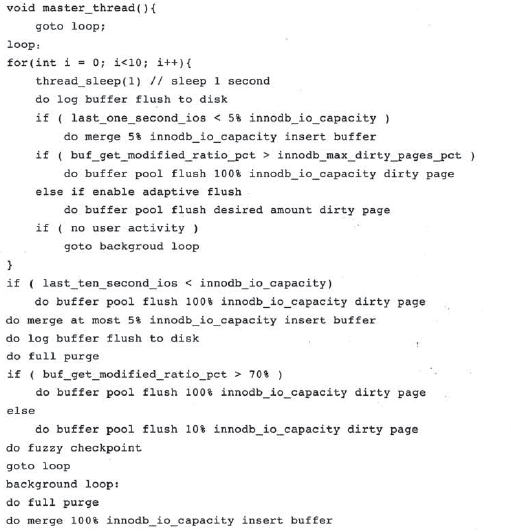 void master_thread(){
    goto loop;
loop:
for(int i = 0; i<10; i++){
    thread_sleep(1) // sleep 1 second
    do log buffer flush to disk
    if ( last_one_second_ios < 5% innodb_io_capacity )
        do merge 5% innodb_io_capacity insert buffer
    if ( buf_get_modified_ratio_pct > innodb_max_dirty_pages_pct )
        do buffer pool flush 100% innodb_io_capacity dirty page
    else if enable adaptive flush
        do buffer pool flush desired amount dirty page
    if ( no user activity )
        goto backgroud loop
}
if ( last_ten_second_ios < innodb_io_capacity)
    do buffer pool flush 100% innodb_io_capacity dirty page
do merge at most 5% innodb_io_capacity insert buffer
do log buffer flush to disk
do full purge
if ( buf_get_modified_ratio_pct > 70% )
    do buffer pool flush 100% innodb_io_capacity dirty page
else
    do buffer pool flush 10% innodb_io_capacity dirty page
do fuzzy checkpoint
goto loop
background loop:
do full purge
do merge 100% innodb_io_capacity insert buffer